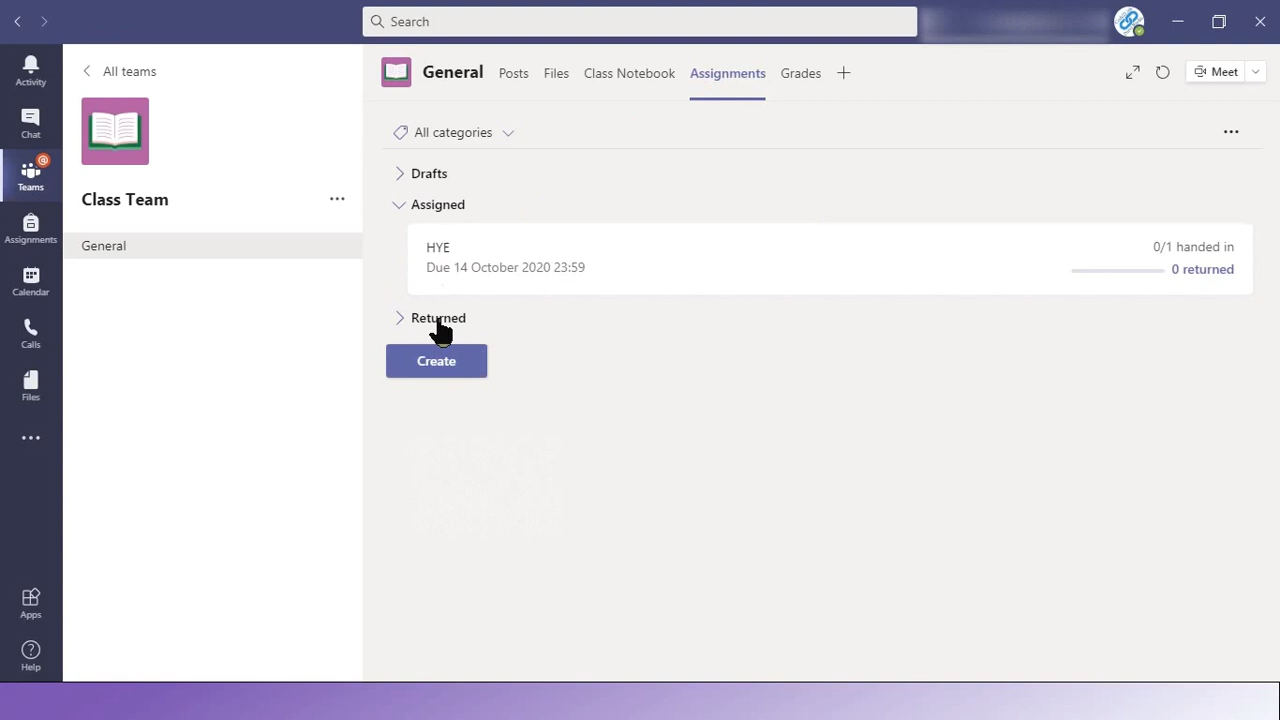 Search
Activity
Chat
Teams
Assignments
Calendar
Calls
Files
Apps
Help
All teams
Class Team
General
General
Posts
Files
Class Notebook
Assignments
Grades
Meet
All categories
Drafts
Assigned
HYE
0/1 handed in
Due 14 October 2020 23:59
0 returned
Returned
Create